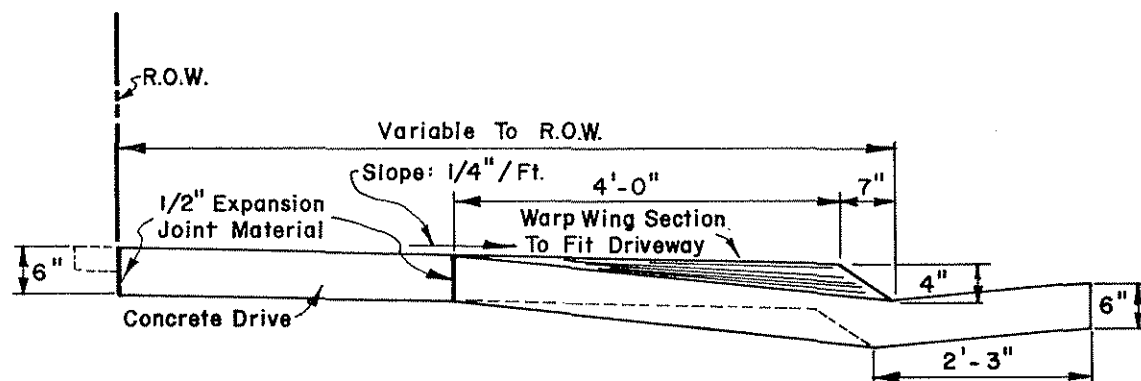 R.O.W.
Variable To R.O.W.
Slope: 1/4"/Ft.
4'-0"
7"
1/2" Expansion
Joint Material
Warp Wing Section
To Fit Driveway
6"
4"
6"
Concrete Drive
2'-3"